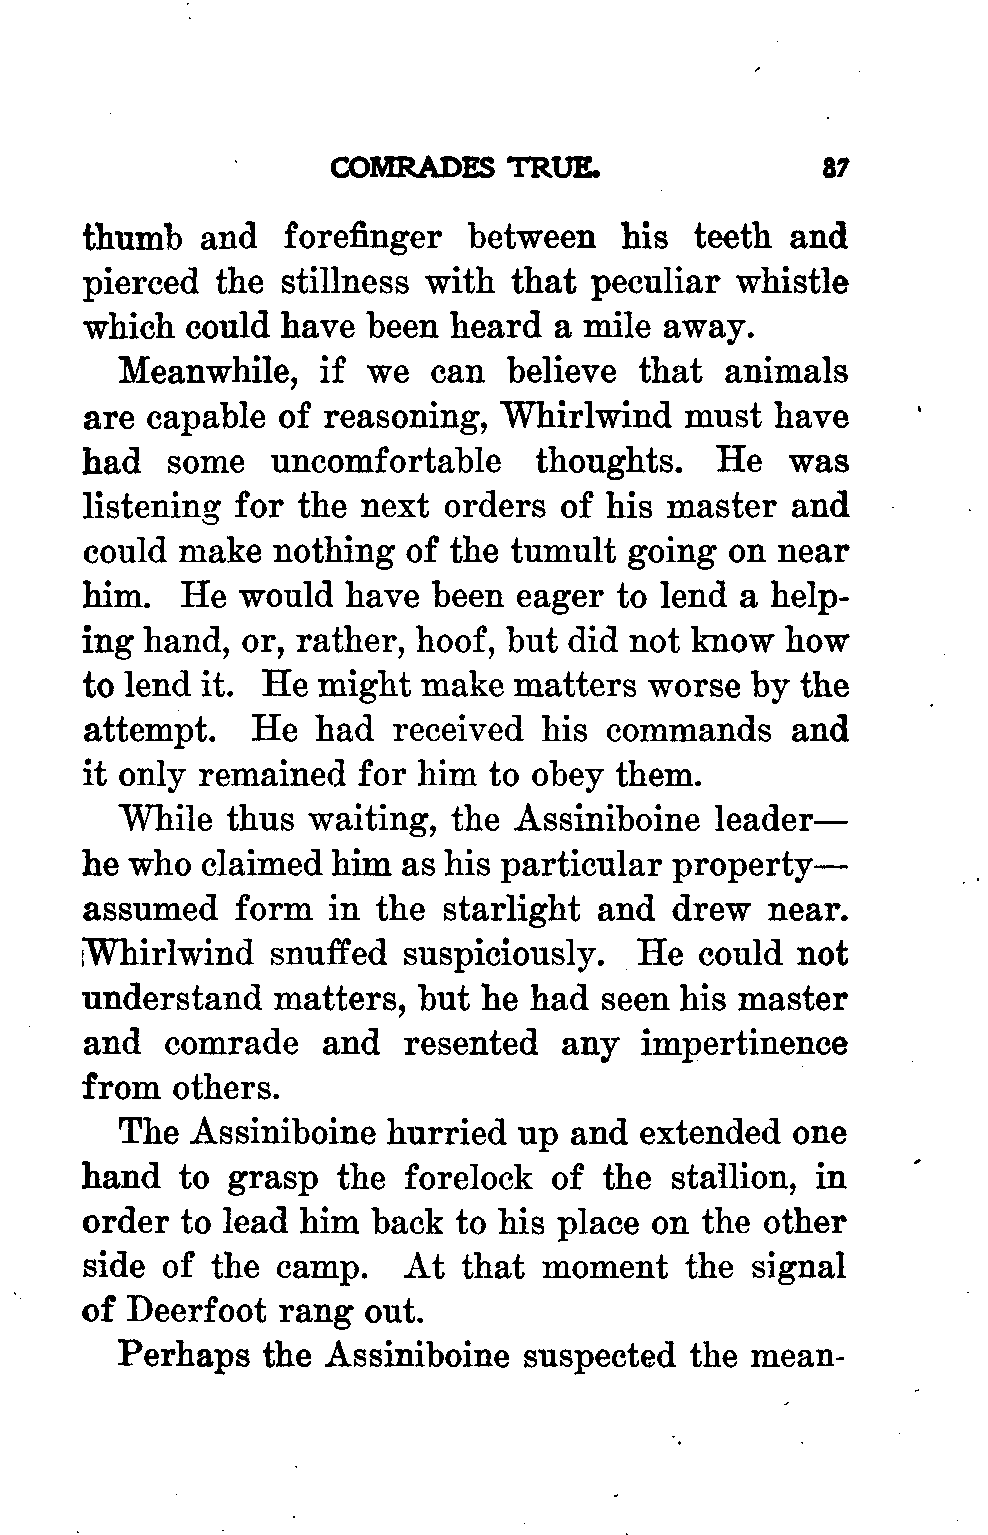 COMRADES TRUE. 87
thumb and forefinger between his teeth and
pierced the stillness with that peculiar whistle
which could have been heard a mile away.
Meanwhile, if we can believe that animals
are capable of reasoning, Whirlwind must have
had some uncomfortable thoughts. He was
listening for the next orders of his master and
could make nothing of the tumult going on near
him. He would have been eager to lend a help-
ing hand, or, rather, hoof, but did not know how
to lend it. He might make matters worse by the
attempt. He had received his commands and
it only remained for him to obey them.
While thus waiting, the Assiniboine leader—
he who claimed him as his particular property—
assumed form in the starlight and drew near.
Whirlwind snuffed suspiciously. He could not
understand matters, but he had seen his master
and comrade and resented any impertinence
from others.
The Assiniboine hurried up and extended one
hand to grasp the forelock of the stallion, in
order to lead him back to his place on the other
side of the camp. At that moment the signal
of Deerfoot rang out.
Perhaps the Assiniboine suspected the mean-